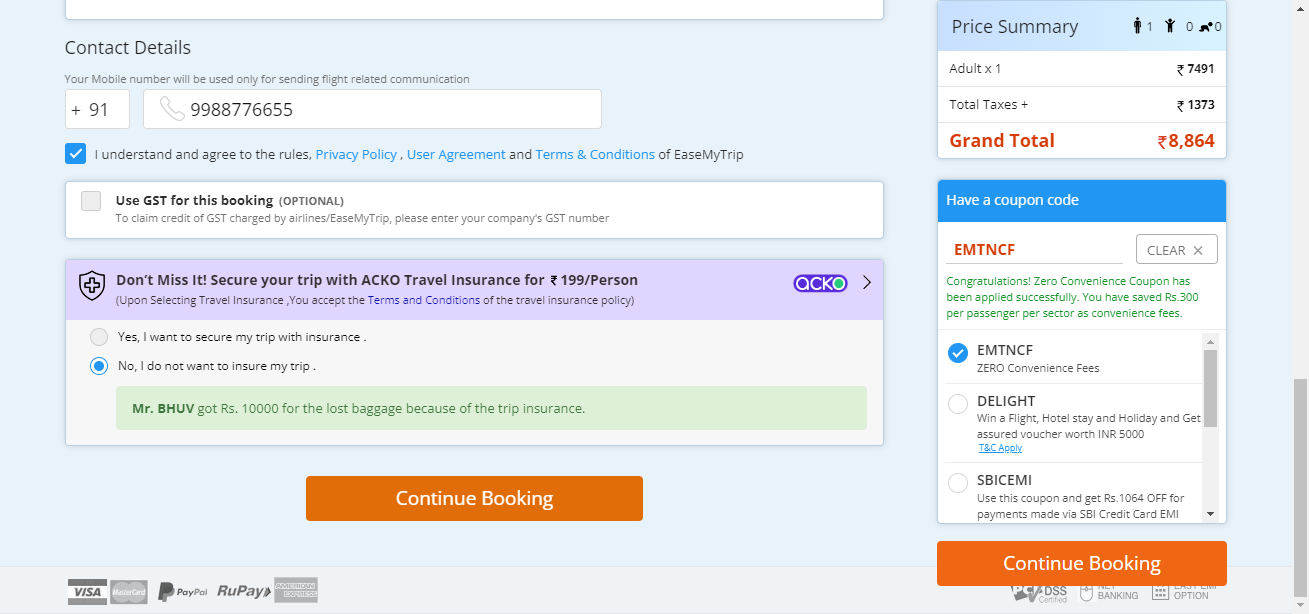 Contact Details
Your Mobile number will be used only for sending flight related communication
+ 91
9988776655
I understand and agree to the rules, Privacy Policy , User Agreement and Terms & Conditions of EaseMyTrip
Use GST for this booking (OPTIONAL)
To claim credit of GST charged by airlines/EaseMyTrip, please enter your company's GST number
Don't Miss It! Secure your trip with ACKO Travel Insurance for ₹ 199/Person
(Upon Selecting Travel Insurance ,You accept the Terms and Conditions of the travel insurance policy)
acko
Yes, I want to secure my trip with insurance .
No, I do not want to insure my trip .
Mr. BHUV got Rs. 10000 for the lost baggage because of the trip insurance.
Continue Booking
Price Summary 1 0 0
Adult x 1 ₹ 7491
Total Taxes + ₹ 1373
Grand Total ₹8,864
Have a coupon code
EMTNCF CLEAR ×
Congratulations! Zero Convenience Coupon has
been applied successfully. You have saved Rs.300
per passenger per sector as convenience fees.
EMTNCF
ZERO Convenience Fees
DELIGHT
Win a Flight, Hotel stay and Holiday and Get
assured voucher worth INR 5000
T&C Apply
SBICEMI
Use this coupon and get Rs.1064 OFF for
payments made via SBI Credit Card EMI
Continue Booking
VISA MasterCard PayPal RuPay AMERICAN EXPRESS
DSS
Certified
BANKING
OPTION